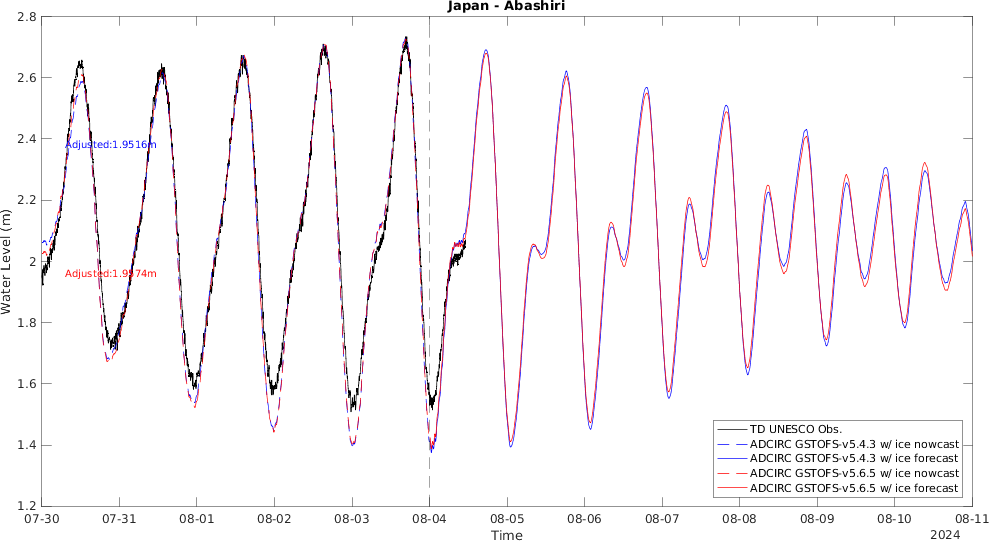 Japan - Abashiri
2.8
2.6
2.4
2.2
2
1.8
1.6
1.4
1.2
Water Level (m)
Adjusted:1.9516m
Adjusted:1.9574m
TD UNESCO Obs.
ADCIRC GSTOFS-v5.4.3 w/ ice nowcast
ADCIRC GSTOFS-v5.4.3 w/ ice forecast
ADCIRC GSTOFS-v5.6.5 w/ ice nowcast
ADCIRC GSTOFS-v5.6.5 w/ ice forecast
07-30 07-31 08-01 08-02 08-03 08-04 08-05 08-06 08-07 08-08 08-09 08-10 08-11
Time
2024